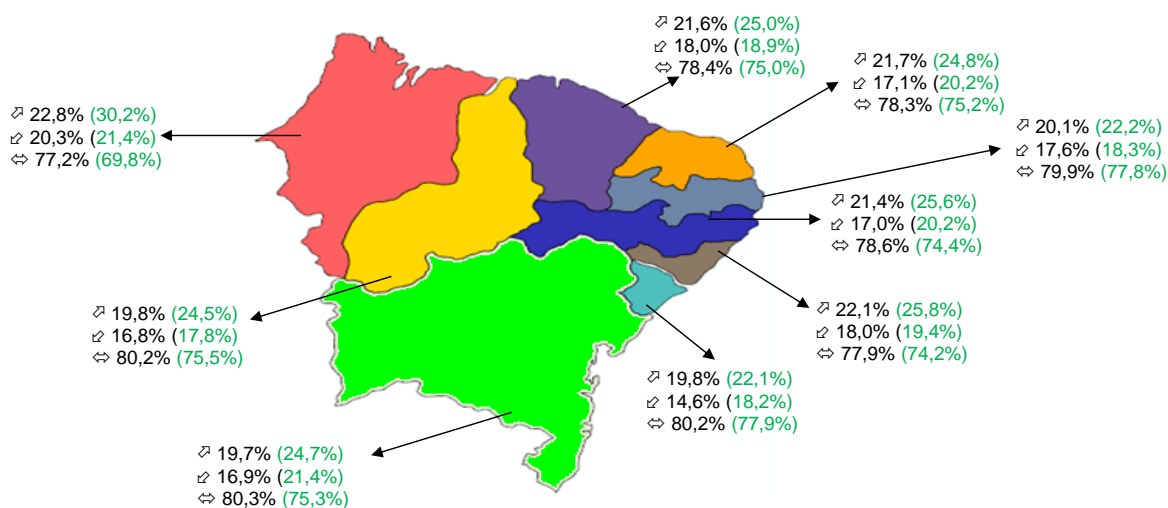 ⬀ 21,6% (25,0%)
⬃ 18,0% (18,9%)
⬄ 78,4% (75,0%)
⬀ 21,7% (24,8%)
⬃ 17,1% (20,2%)
⬄ 78,3% (75,2%)
⬀ 22,8% (30,2%)
⬃ 20,3% (21,4%)
⬄ 77,2% (69,8%)
⬀ 20,1% (22,2%)
⬃ 17,6% (18,3%)
⬄ 79,9% (77,8%)
⬀ 21,4% (25,6%)
⬃ 17,0% (20,2%)
⬄ 78,6% (74,4%)
⬀ 19,8% (24,5%)
⬃ 16,8% (17,8%)
⬄ 80,2% (75,5%)
⬀ 22,1% (25,8%)
⬃ 18,0% (19,4%)
⬄ 77,9% (74,2%)
⬀ 19,8% (22,1%)
⬃ 14,6% (18,2%)
⬄ 80,2% (77,9%)
⬀ 19,7% (24,7%)
⬃ 16,9% (21,4%)
⬄ 80,3% (75,3%)